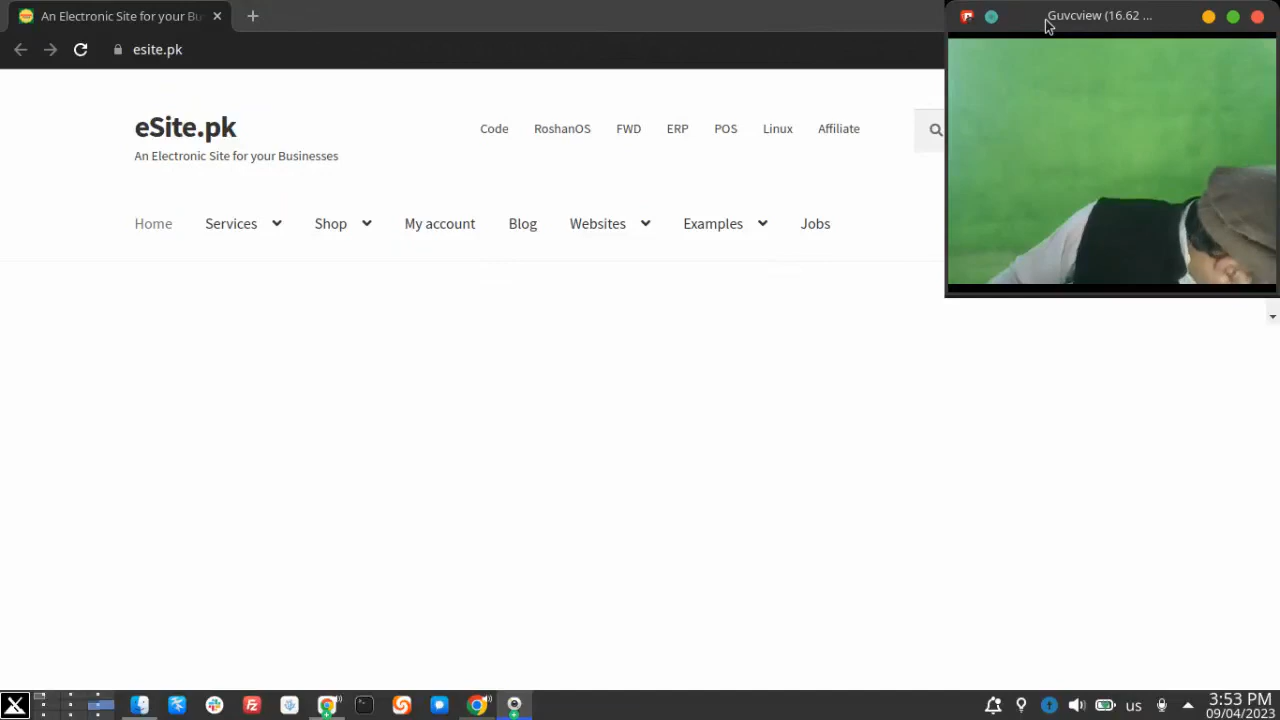 An Electronic Site for your Bu
Guvcview (16.62 ...
esite.pk
eSite.pk
An Electronic Site for your Businesses
Code RoshanOS FWD ERP POS Linux Affiliate
Home Services Shop My account Blog Websites Examples Jobs
us
3:53 PM
09/04/2023